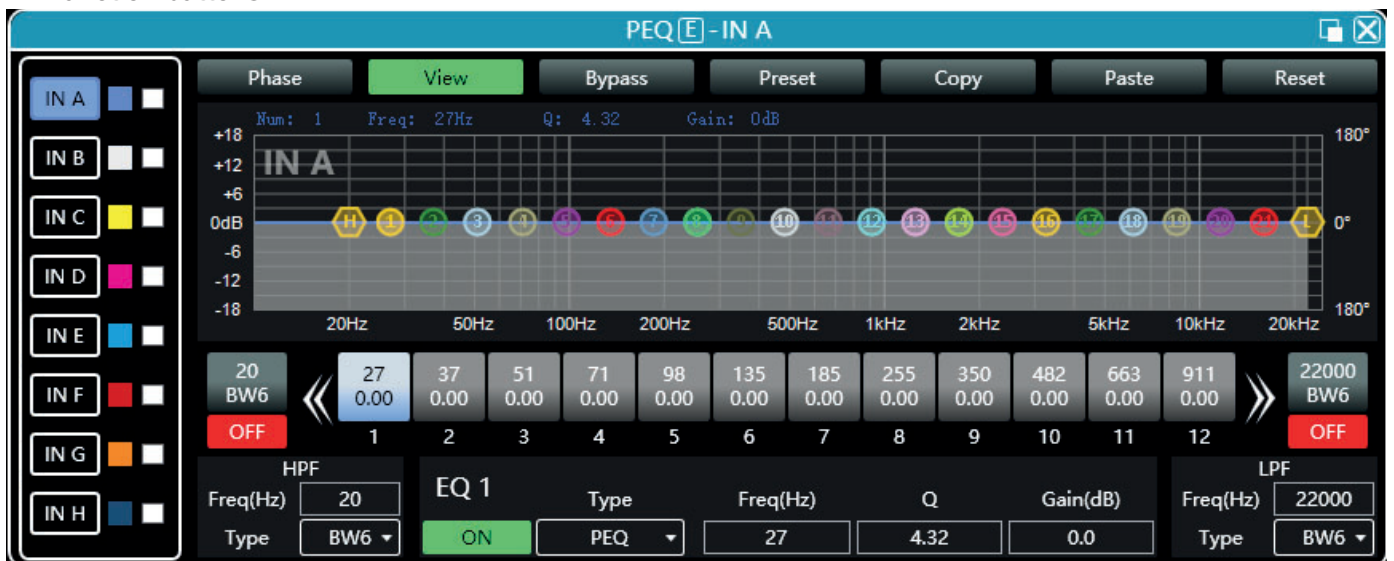 PEQ E - IN A
IN A
IN B
IN C
IN D
IN E
IN F
IN G
IN H
Phase View Bypass Preset Copy Paste Reset
Num: 1 Freq: 27Hz Q: 4.32 Gain: 0dB
IN A
+18 180°
+12
+6
0dB H 1 2 3 4 5 6 7 8 9 10 11 12 13 14 15 16 17 18 19 20 21 L 0°
-6
-12
-18 180°
20Hz 50Hz 100Hz 200Hz 500Hz 1kHz 2kHz 5kHz 10kHz 20kHz
20 27 37 51 71 98 135 185 255 350 482 663 911 22000
BW6 0.00 0.00 0.00 0.00 0.00 0.00 0.00 0.00 0.00 0.00 0.00 0.00 BW6
OFF 1 2 3 4 5 6 7 8 9 10 11 12 OFF
HPF
Freq(Hz) 20
Type BW6
EQ 1 Type Freq(Hz) Q Gain(dB)
ON PEQ 27 4.32 0.0
LPF
Freq(Hz) 22000
Type BW6